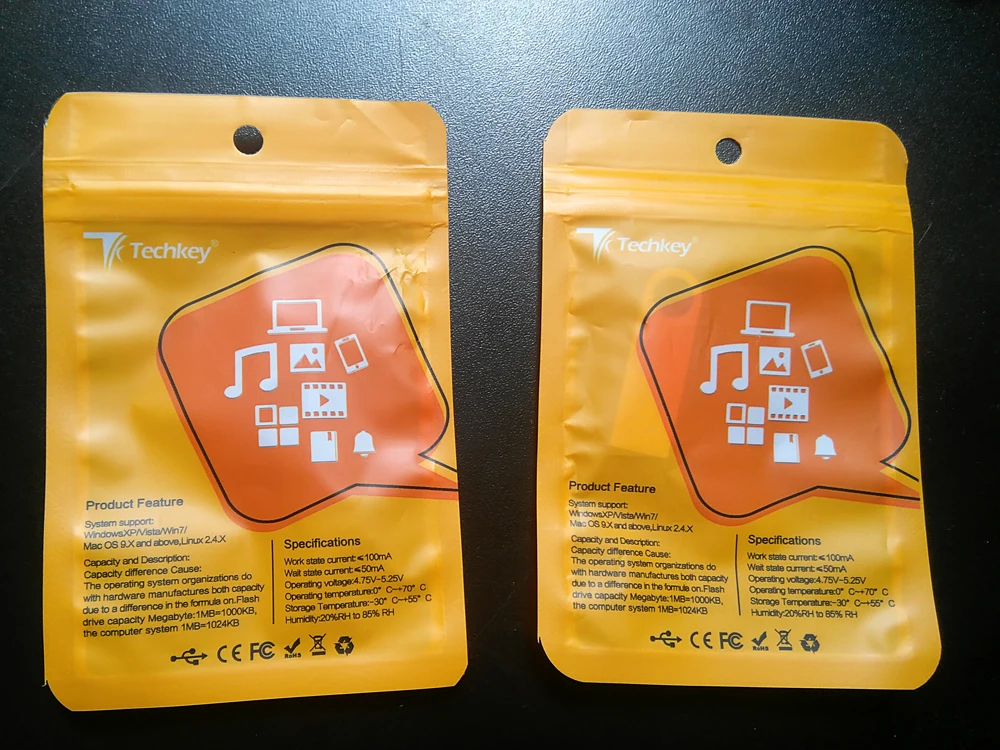 Techkey®
Product Feature
System support:
WindowsXP/Vista/Win7/
Mac OS 9.X and above,Linux 2.4.X
Capacity and Description:
Capacity difference Cause:
The operating system organizations do
with hardware manufactures both capacity
due to a difference in the formula on.Flash
drive capacity Megabyte:1MB=1000KB,
the computer system 1MB=1024KB
Specifications
Work state current:≤100mA
Wait state current:≤50mA
Operating voltage:4.75V~5.25V
Operating temperature:0° C~+70° C
Storage Temperature:-30° C~+55° C
Humidity:20%RH to 85% RH
CE FC RoHS
Techkey®
Product Feature
System support:
WindowsXP/Vista/Win7/
Mac OS 9.X and above,Linux 2.4.X
Capacity and Description:
Capacity difference Cause:
The operating system organizations do
with hardware manufactures both capacity
due to a difference in the formula on.Flash
drive capacity Megabyte:1MB=1000KB,
the computer system 1MB=1024KB
Specifications
Work state current:≤100mA
Wait state current:≤50mA
Operating voltage:4.75V~5.25V
Operating temperature:0° C~+70° C
Storage Temperature:-30° C~+55° C
Humidity:20%RH to 85% RH
CE FC RoHS